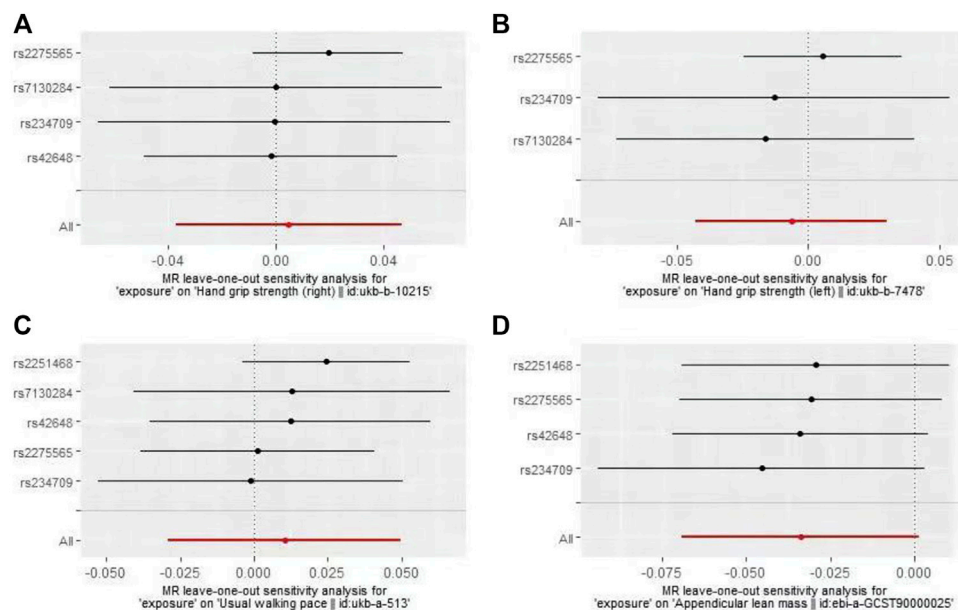 A
rs2275565
rs7130284
rs234709
rs42648
All
-0.04 0.00 0.04
MR leave-one-out sensitivity analysis for
'exposure' on 'Hand grip strength (right) || id:ukb-b-10215'
B
rs2275565
rs234709
rs7130284
All
-0.05 0.00 0.05
MR leave-one-out sensitivity analysis for
'exposure' on 'Hand grip strength (left) || id:ukb-b-7478'
C
rs2251468
rs7130284
rs42648
rs2275565
rs234709
All
-0.050 -0.025 0.000 0.025 0.050
MR leave-one-out sensitivity analysis for
'exposure' on 'Usual walking pace || id:ukb-a-513'
D
rs2251468
rs2275565
rs42648
rs234709
All
-0.075 -0.050 -0.025 0.000
MR leave-one-out sensitivity analysis for
'exposure' on 'Appendicular lean mass || id:ebi-a-GCST90000025'